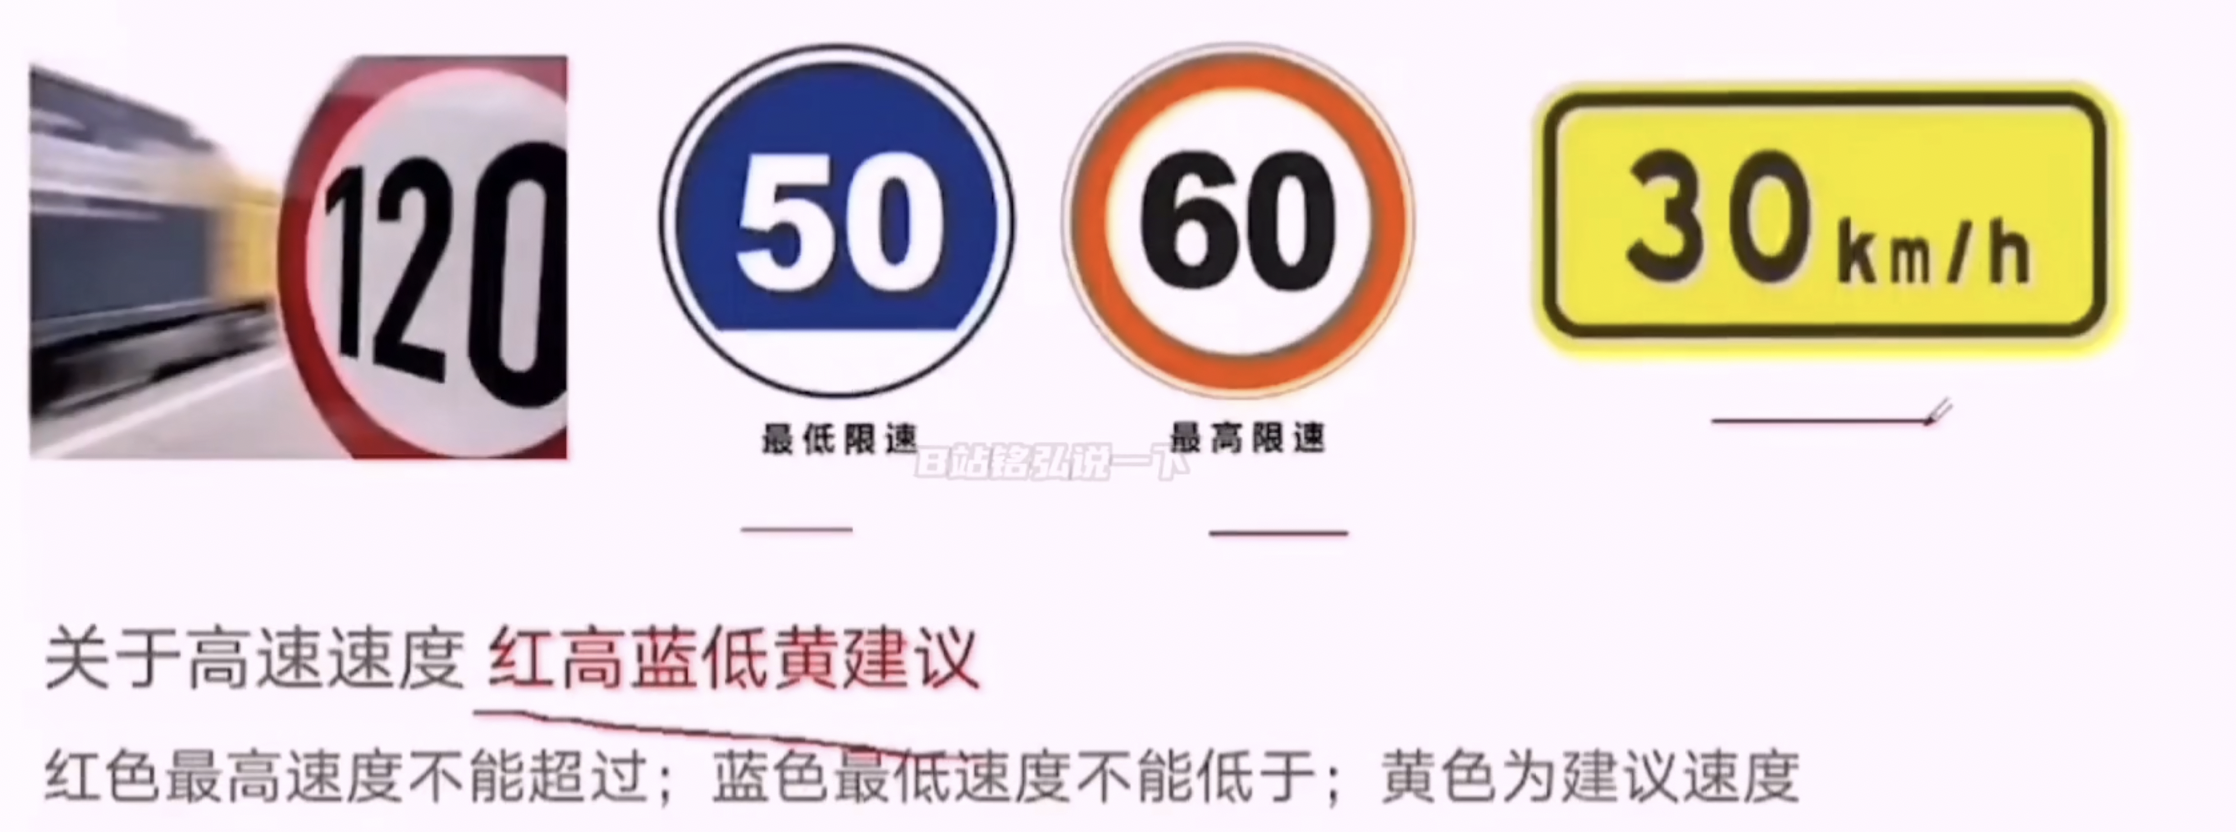 120
50
60
30 km/h
最低限速
最高限速
B站铭弘说一下
关于高速速度 红高蓝低黄建议
红色最高速度不能超过；蓝色最低速度不能低于；黄色为建议速度